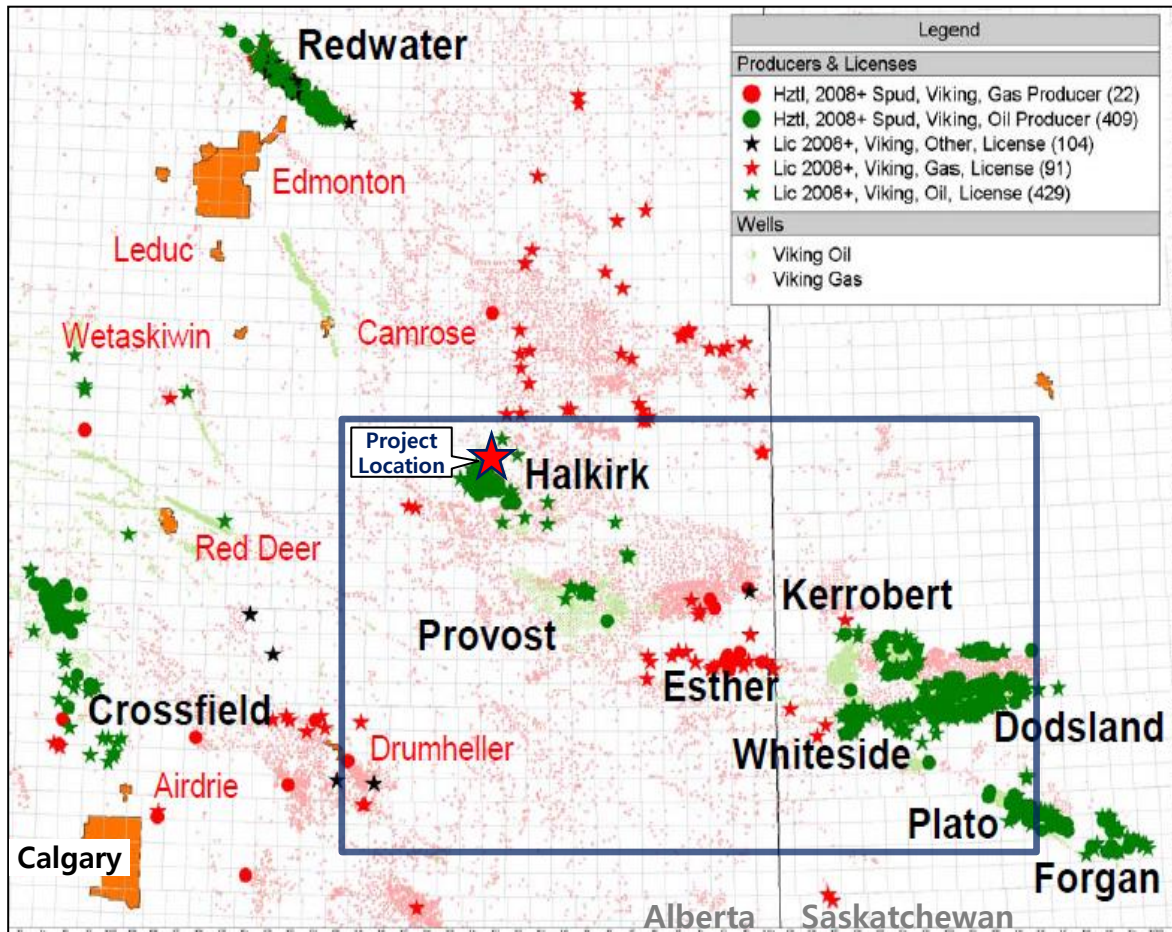 Redwater
Legend
Producers & Licenses
Hztl, 2008+ Spud, Viking, Gas Producer (22)
Hztl, 2008+ Spud, Viking, Oil Producer (409)
Lic 2008+, Viking, Other, License (104)
Lic 2008+, Viking, Gas, License (91)
Lic 2008+, Viking, Oil, License (429)
Wells
Viking Oil
Viking Gas
Edmonton
Leduc
Wetaskiwin
Camrose
Project
Location
Halkirk
Red Deer
Kerrobert
Provost
Esther
Crossfield
Dodsland
Drumheller
Whiteside
Airdrie
Plato
Calgary
Forgan
Alberta
Saskatchewan